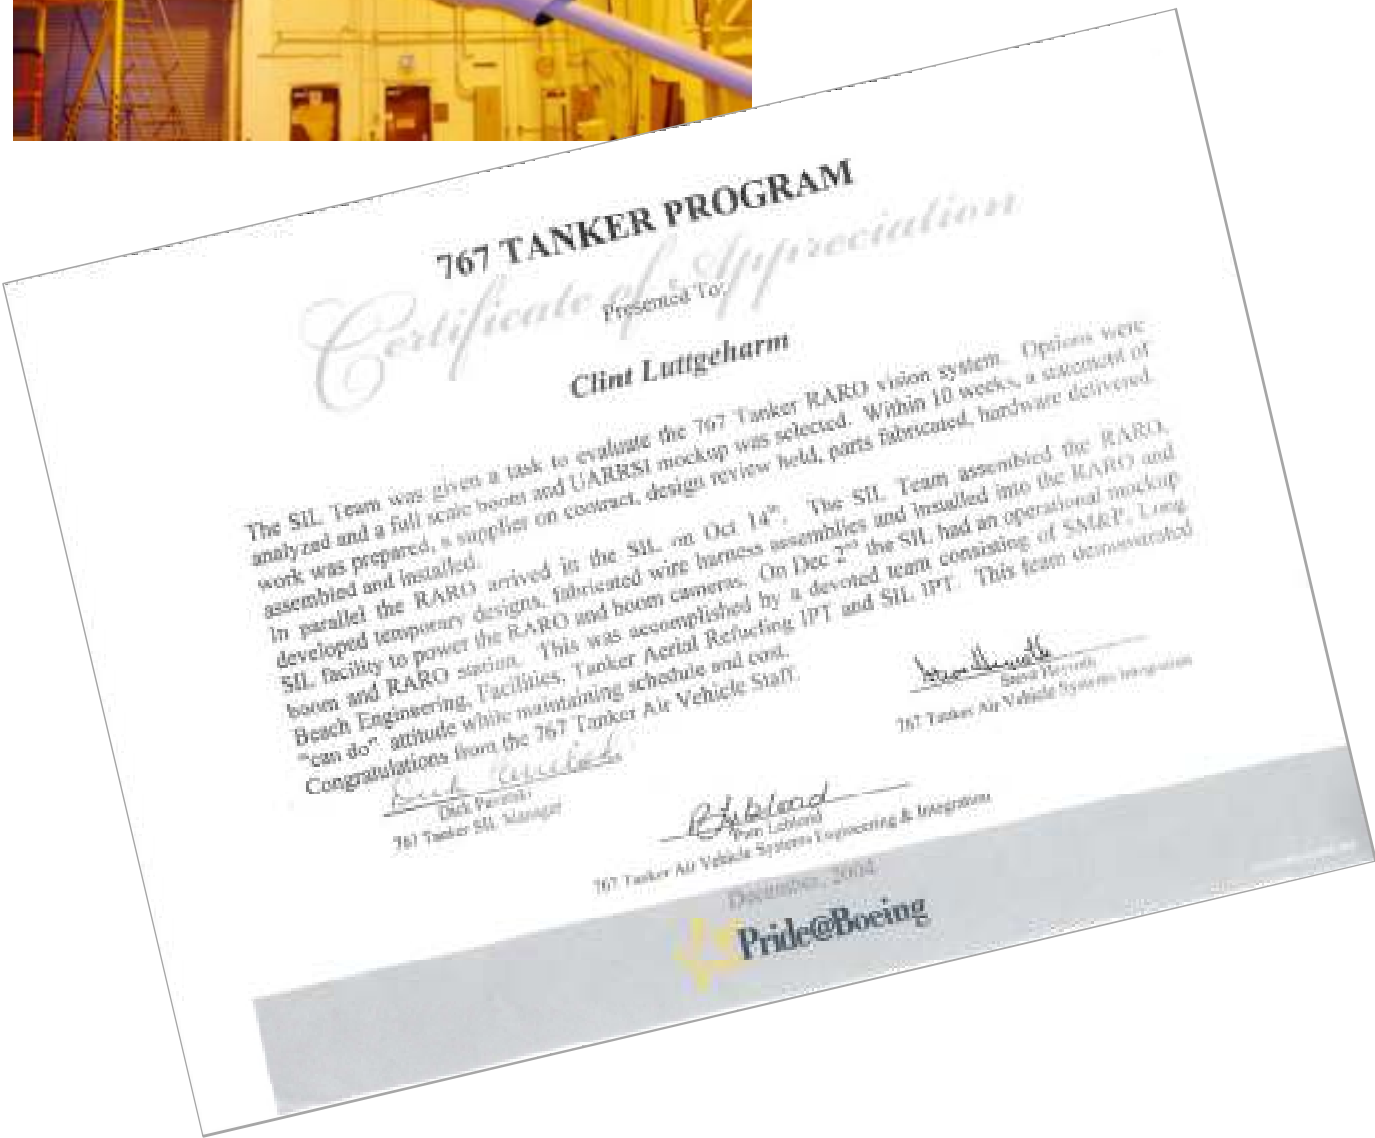 767 TANKER PROGRAM
Certificate of Appreciation
Presented To:
Clint Luttgeharm
The SIL Team was given a task to evaluate the 767 Tanker RARO vision system. Options were
analyzed and a full scale boom and UARRSI mockup was selected. Within 10 weeks, a statement of
work was prepared, a supplier on contract, design review held, parts fabricated, hardware delivered,
assembled and installed.
In parallel the RARO arrived in the SIL on Oct 14th. The SIL Team assembled the RARO,
developed temporary designs, fabricated wire harness assemblies and installed into the RARO and
SIL facility to power the RARO and boom cameras. On Dec 2nd the SIL had an operational mockup
boom and RARO station. This was accomplished by a devoted team consisting of SM&P, Long
Beach Engineering, Facilities, Tanker Aerial Refueling IPT and SIL IPT. This team demonstrated
"can do" attitude while maintaining schedule and cost.
Congratulations from the 767 Tanker Air Vehicle Staff.
Steve
767 Tanker Air Vehicle Systems Integration
Dick
767 Tanker SIL Manager
Pam Leblond
767 Tanker Air Vehicle Systems Engineering & Integration
December, 2004
Pride@Boeing